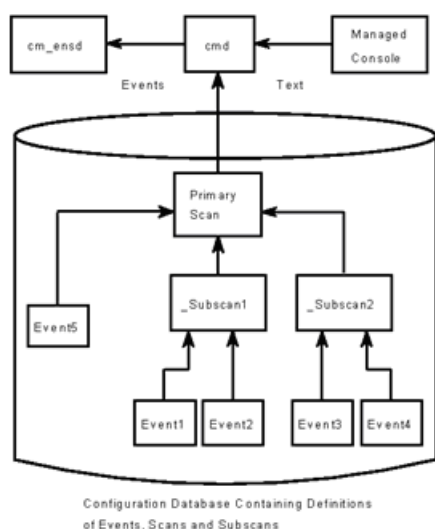 cm_ensd
cmd
Managed
Console
Events
Text
Primary
Scan
_Subscan1
_Subscan2
Event5
Event1
Event2
Event3
Event4
Configuration Database Containing Definitions
of Events, Scans and Subscans